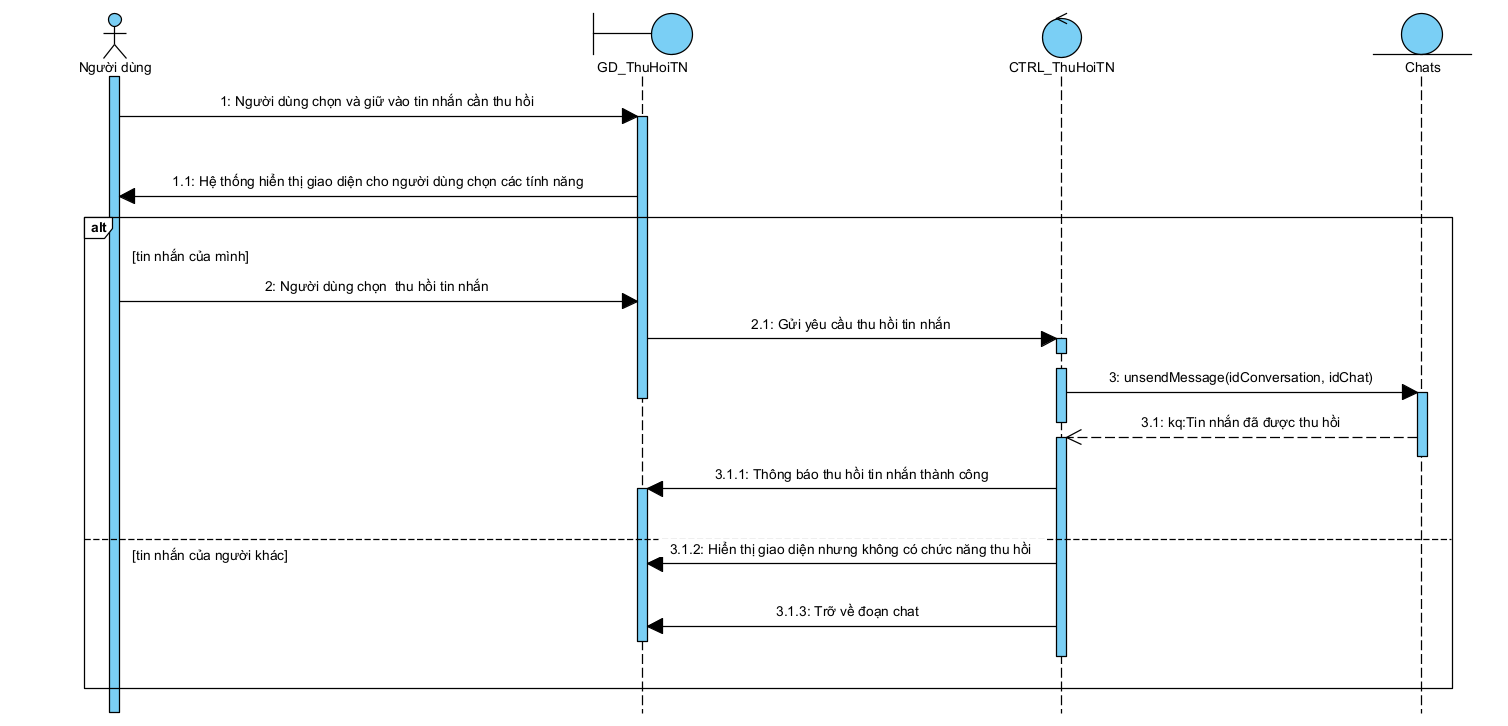 Người dùng
GD_ThuHoiTN
CTRL_ThuHoiTN
Chats
1: Người dùng chọn và giữ vào tin nhắn cần thu hồi
1.1: Hệ thống hiển thị giao diện cho người dùng chọn các tính năng
alt
[tin nhắn của mình]
2: Người dùng chọn  thu hồi tin nhắn
2.1: Gửi yêu cầu thu hồi tin nhắn
3: unsendMessage(idConversation, idChat)
3.1: kq:Tin nhắn đã được thu hồi
3.1.1: Thông báo thu hồi tin nhắn thành công
[tin nhắn của người khác]
3.1.2: Hiển thị giao diện nhưng không có chức năng thu hồi
3.1.3: Trỡ về đoạn chat